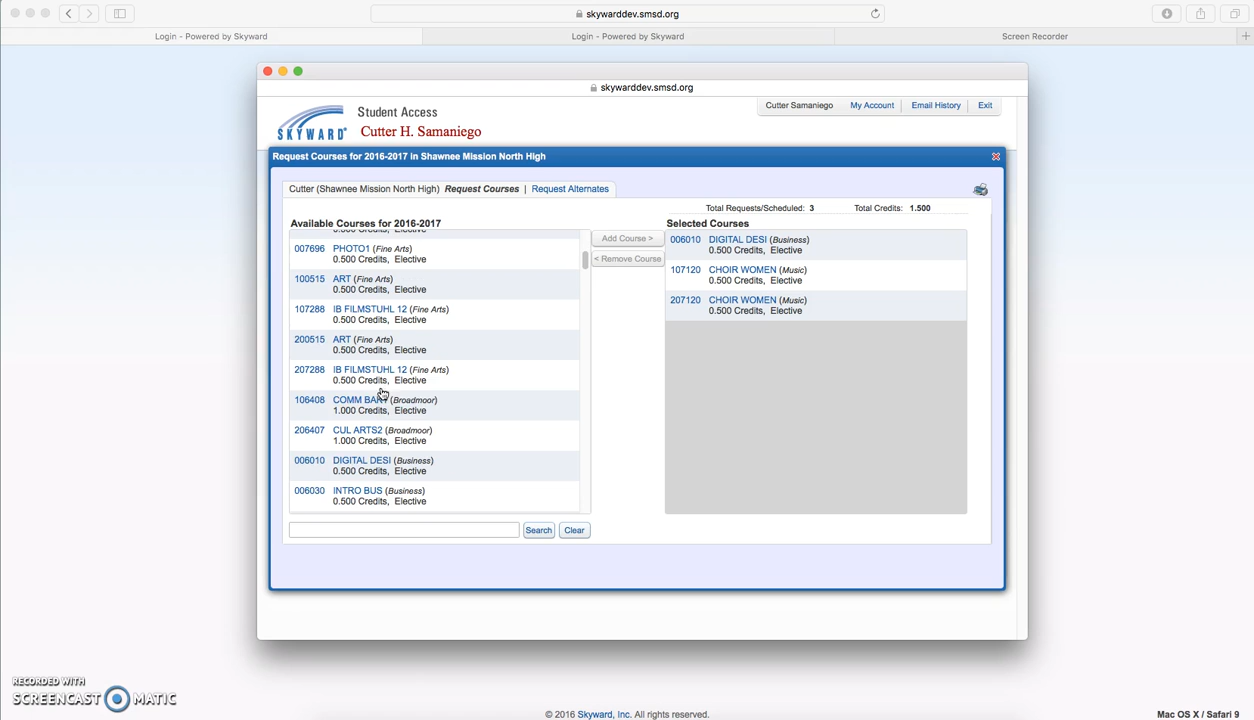 skywarddev.smsd.org
Login - Powered by Skyward
Login - Powered by Skyward
Screen Recorder
skywarddev.smsd.org
SKYWARD®
Student Access
Cutter H. Samaniego
Cutter Samaniego
My Account
Email History
Exit
Request Courses for 2016-2017 in Shawnee Mission North High
Cutter (Shawnee Mission North High) Request Courses | Request Alternates
Total Requests/Scheduled: 3 Total Credits: 1.500
Available Courses for 2016-2017
0.500 Credits, Elective
007696 PHOTO1 (Fine Arts)
0.500 Credits, Elective
100515 ART (Fine Arts)
0.500 Credits, Elective
107288 IB FILMSTUHL 12 (Fine Arts)
0.500 Credits, Elective
200515 ART (Fine Arts)
0.500 Credits, Elective
207288 IB FILMSTUHL 12 (Fine Arts)
0.500 Credits, Elective
106408 COMM (Broadmoor)
1.000 Credits, Elective
206407 CUL ARTS2 (Broadmoor)
1.000 Credits, Elective
006010 DIGITAL DESI (Business)
0.500 Credits, Elective
006030 INTRO BUS (Business)
0.500 Credits, Elective
Add Course >
< Remove Course
Selected Courses
006010 DIGITAL DESI (Business)
0.500 Credits, Elective
107120 CHOIR WOMEN (Music)
0.500 Credits, Elective
207120 CHOIR WOMEN (Music)
0.500 Credits, Elective
Search
Clear
RECORDED WITH
SCREENCAST MATIC
© 2016 Skyward, Inc. All rights reserved.
Mac OS X / Safari 9